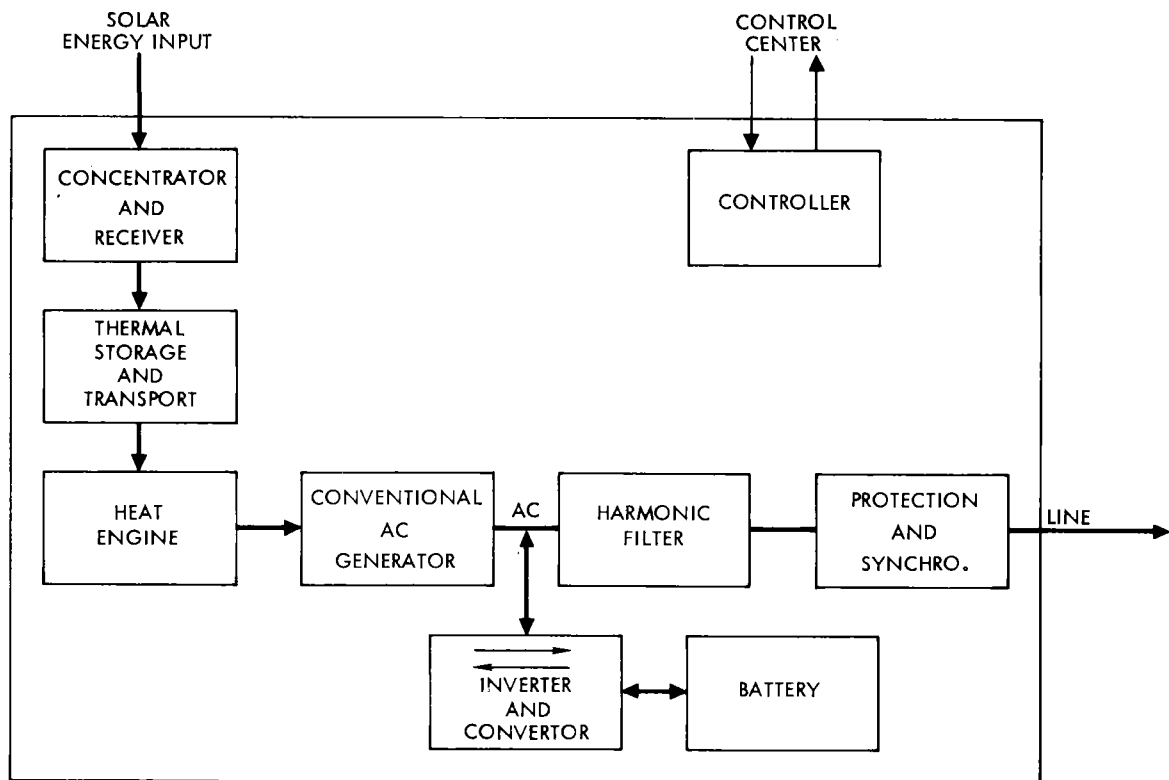 SOLAR
ENERGY INPUT
CONTROL
CENTER
CONCENTRATOR
AND
RECEIVER
CONTROLLER
THERMAL
STORAGE
AND
TRANSPORT
HEAT
ENGINE
CONVENTIONAL
AC
GENERATOR
AC
HARMONIC
FILTER
PROTECTION
AND
SYNCHRO.
LINE
INVERTER
AND
CONVERTOR
BATTERY